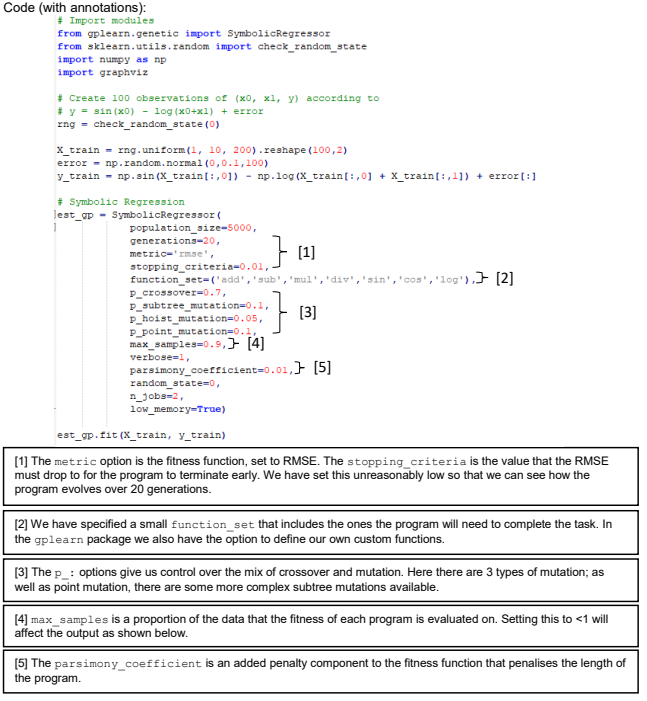 Code (with annotations):
# Import modules
from gplearn.genetic import SymbolicRegressor
from sklearn.utils.random import check_random_state
import numpy as np
import graphviz
# Create 100 observations of (x0, x1, y) according to
# y = sin(x0) - log(x0+x1) + error
rng = check_random_state(0)
X_train = rng.uniform(1, 10, 200).reshape(100,2)
error = np.random.normal(0,0.1,100)
y_train = np.sin(X_train[:,0]) - np.log(X_train[:,0] + X_train[:,1]) + error[:]
# Symbolic Regression
est_gp = SymbolicRegressor(
population_size=5000,
generations=20,
metric='rmse', [1]
stopping_criteria=0.01,
function_set=('add','sub','mul','div','sin','cos','log'), [2]
p_crossover=0.7,
p_subtree_mutation=0.1, [3]
p_hoist_mutation=0.05,
p_point_mutation=0.1,
max_samples=0.9, [4]
verbose=1,
parsimony_coefficient=0.01, [5]
random_state=0,
n_jobs=2,
low_memory=True)
est_gp.fit(X_train, y_train)
[1] The metric option is the fitness function, set to RMSE. The stopping_criteria is the value that the RMSE
must drop to for the program to terminate early. We have set this unreasonably low so that we can see how the
program evolves over 20 generations.
[2] We have specified a small function_set that includes the ones the program will need to complete the task. In
the gplearn package we also have the option to define our own custom functions.
[3] The p_: options give us control over the mix of crossover and mutation. Here there are 3 types of mutation; as
well as point mutation, there are some more complex subtree mutations available.
[4] max_samples is a proportion of the data that the fitness of each program is evaluated on. Setting this to <1 will
affect the output as shown below.
[5] The parsimony_coefficient is an added penalty component to the fitness function that penalises the length of
the program.